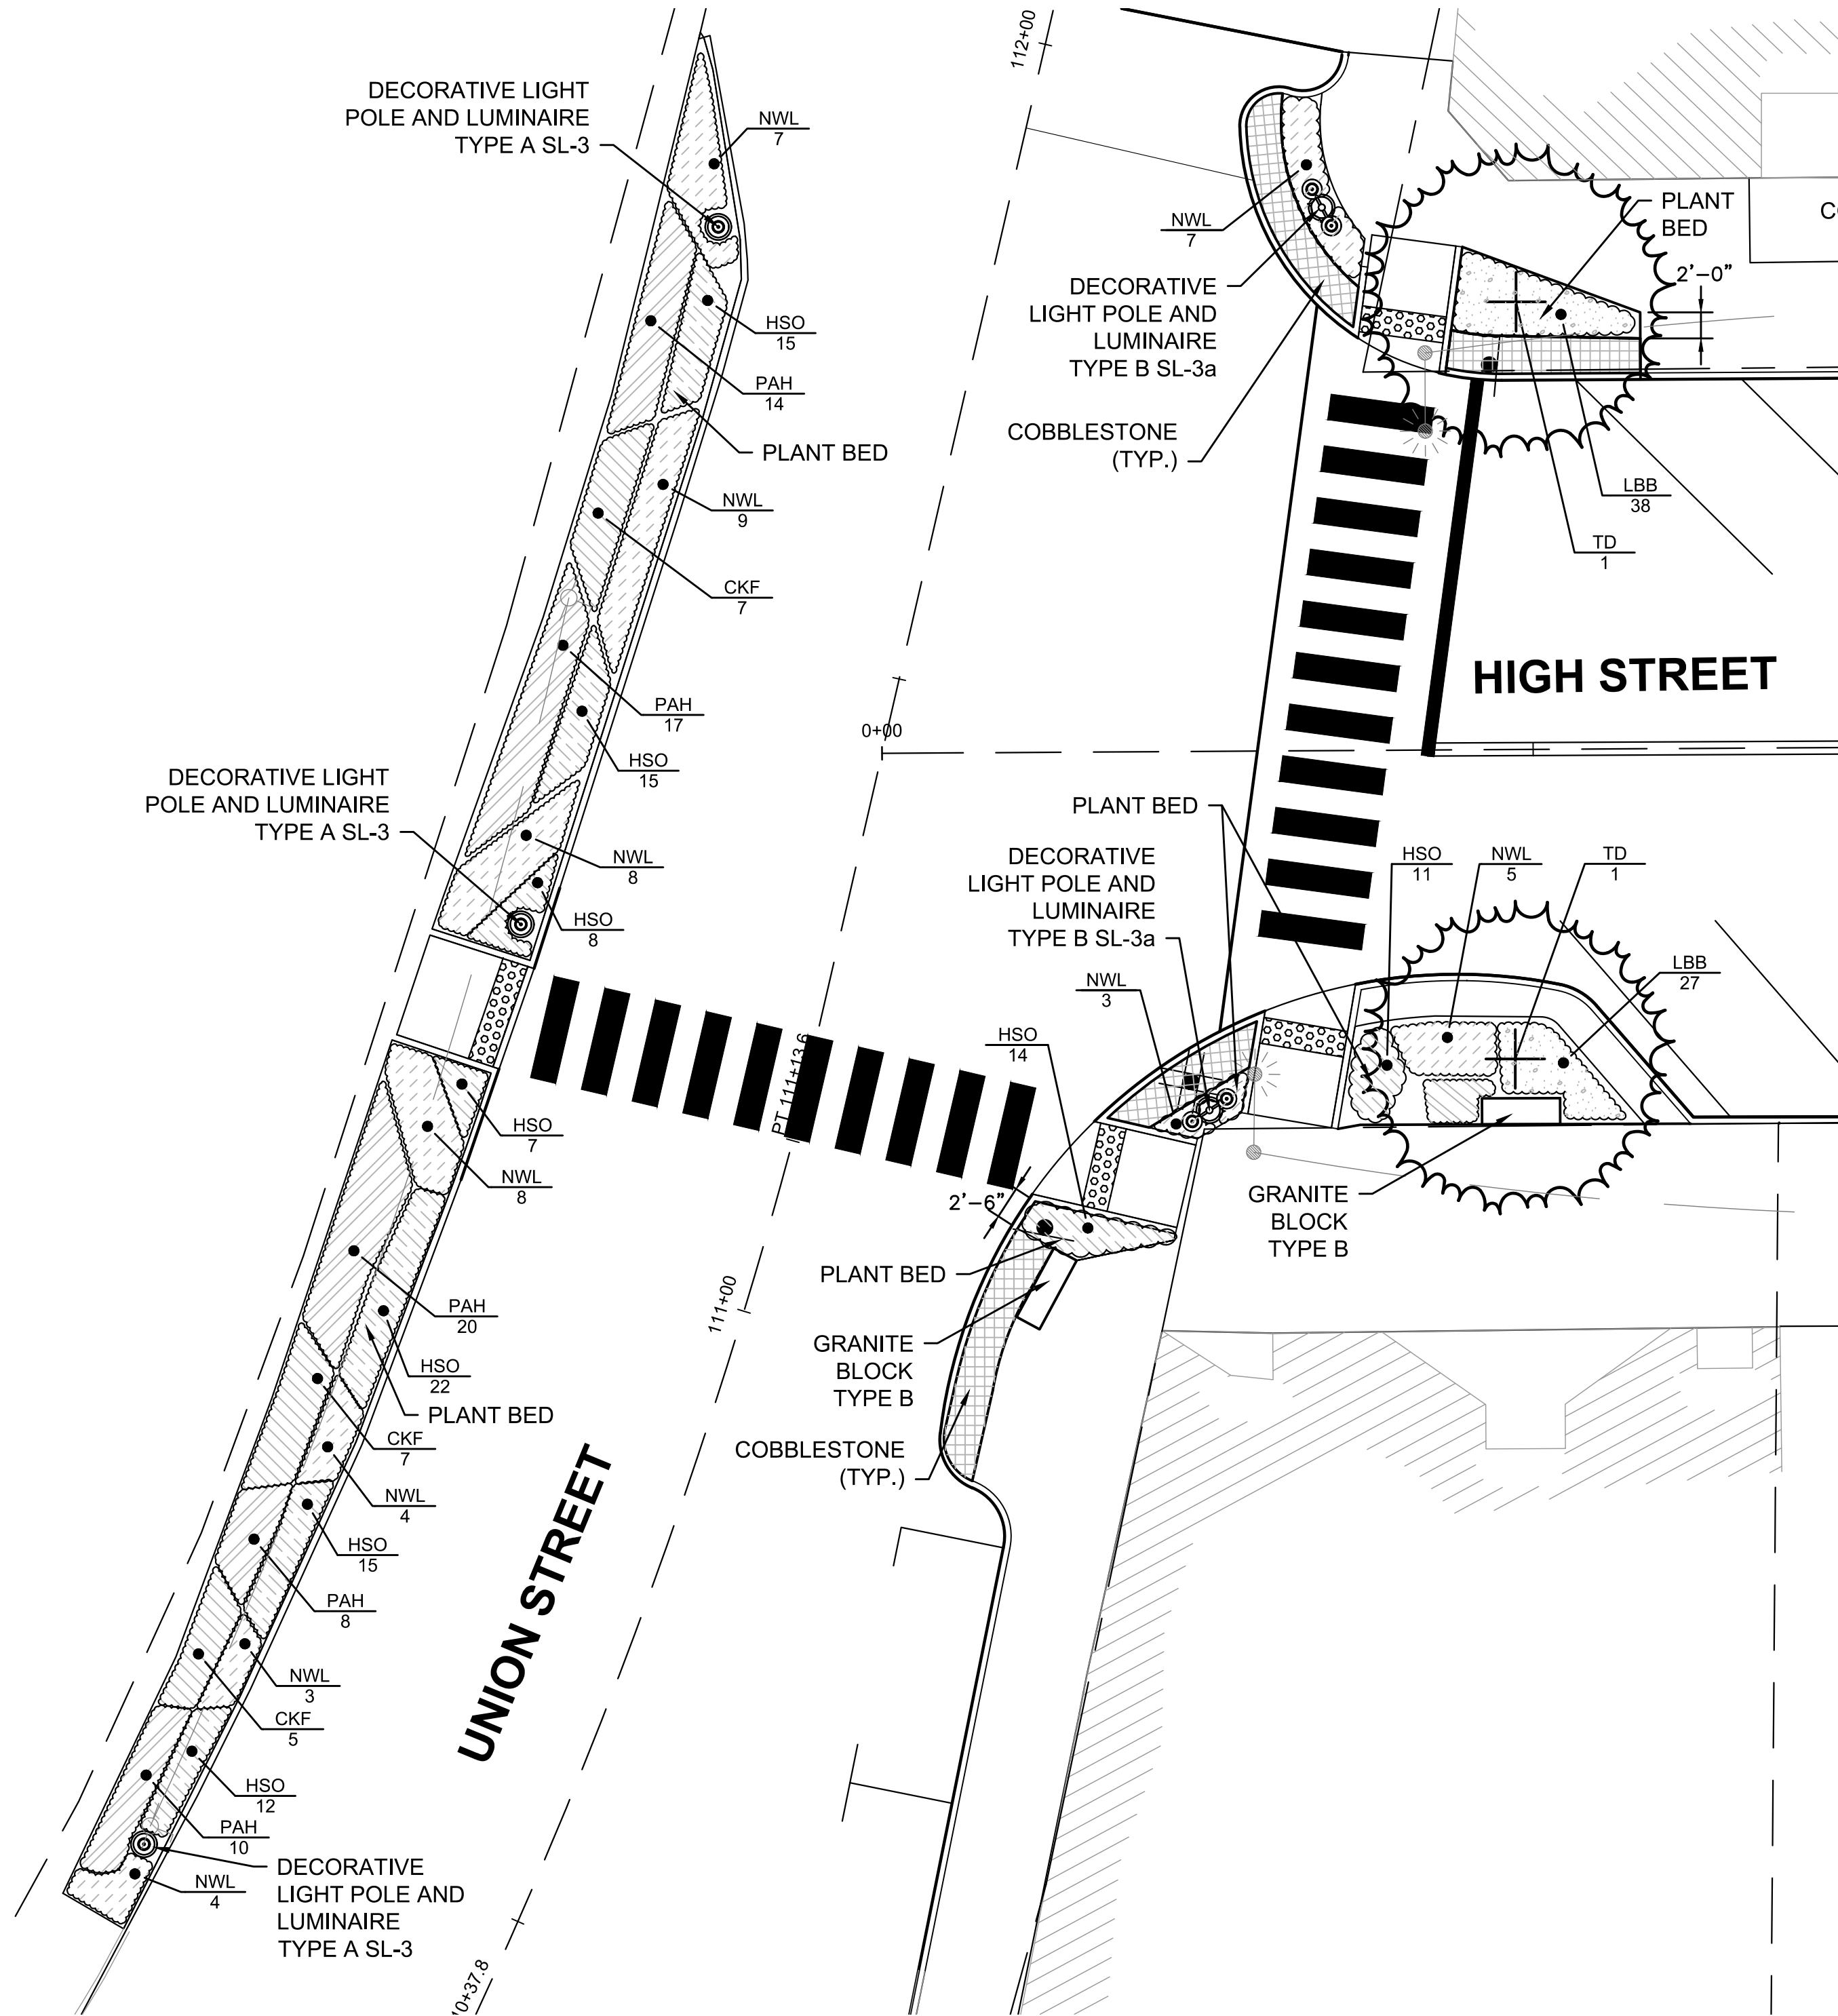 DECORATIVE LIGHT
POLE AND LUMINAIRE
TYPE A SL-3
NWL
7
HSO
15
PAH
14
PLANT BED
NWL
9
CKF
7
PAH
17
HSO
15
DECORATIVE LIGHT
POLE AND LUMINAIRE
TYPE A SL-3
NWL
8
HSO
8
HSO
7
NWL
8
PAH
20
HSO
22
PLANT BED
CKF
7
NWL
4
HSO
15
PAH
8
NWL
3
CKF
5
HSO
12
PAH
10
NWL
4
DECORATIVE
LIGHT POLE AND
LUMINAIRE
TYPE A SL-3
UNION STREET
112+00
0+00
PT 111+13.6
111+00
10+37.8
NWL
7
DECORATIVE
LIGHT POLE AND
LUMINAIRE
TYPE B SL-3a
COBBLESTONE
(TYP.)
PLANT
BED
2'-0"
LBB
38
TD
1
HIGH STREET
PLANT BED
DECORATIVE
LIGHT POLE AND
LUMINAIRE
TYPE B SL-3a
NWL
3
HSO
14
HSO
11
NWL
5
TD
1
LBB
27
2'-6"
PLANT BED
GRANITE
BLOCK
TYPE B
GRANITE
BLOCK
TYPE B
COBBLESTONE
(TYP.)